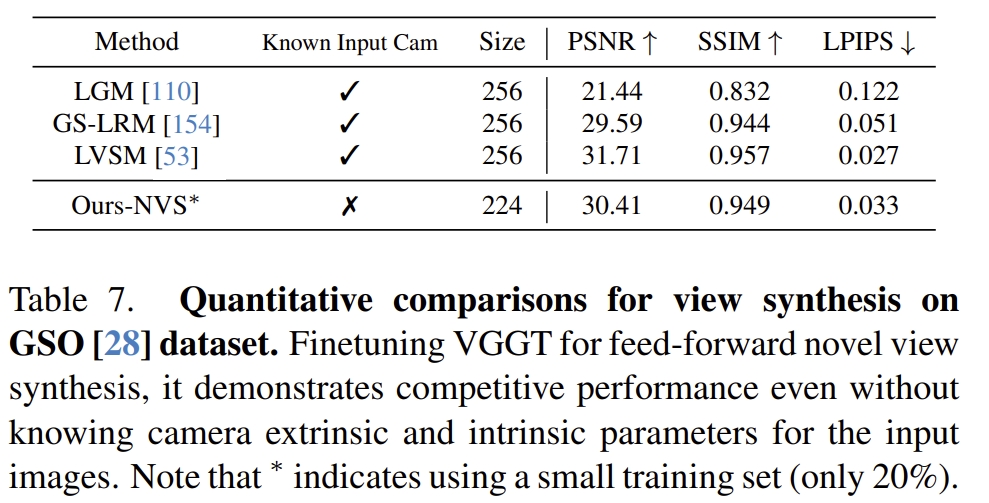 Method Known Input Cam Size PSNR ↑ SSIM ↑ LPIPS ↓
LGM [110] ✓ 256 21.44 0.832 0.122
GS-LRM [154] ✓ 256 29.59 0.944 0.051
LVSM [53] ✓ 256 31.71 0.957 0.027
Ours-NVS* ✗ 224 30.41 0.949 0.033
Table 7. Quantitative comparisons for view synthesis on
GSO [28] dataset. Finetuning VGGT for feed-forward novel view
synthesis, it demonstrates competitive performance even without
knowing camera extrinsic and intrinsic parameters for the input
images. Note that * indicates using a small training set (only 20%).